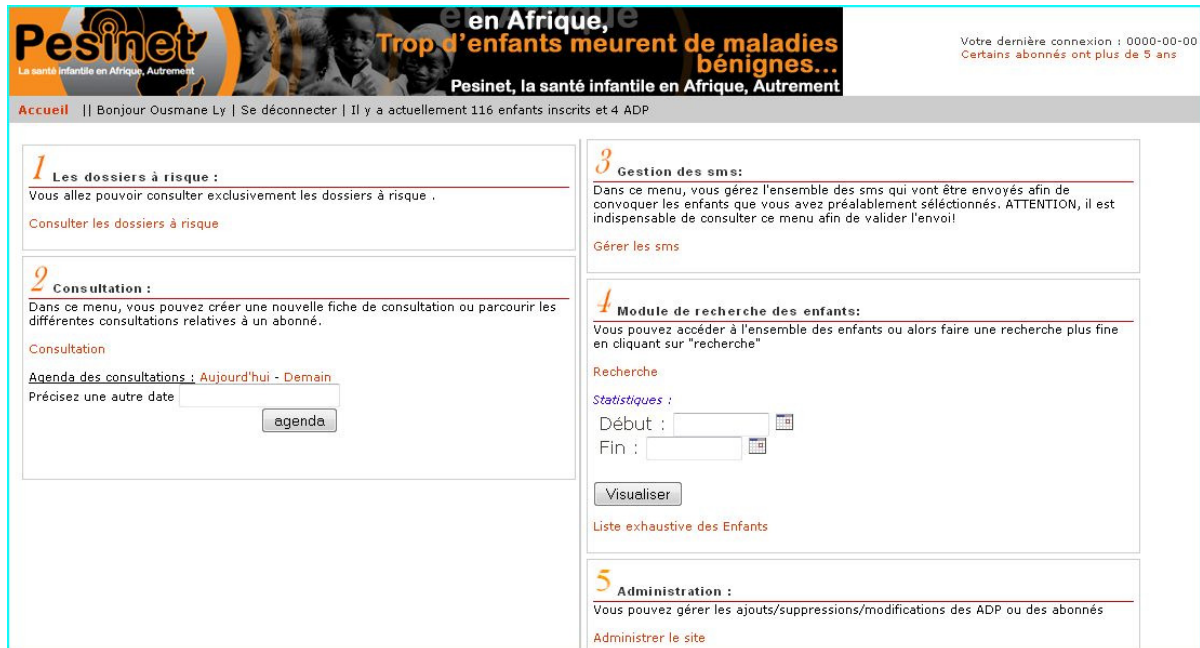 en Afrique
en Afrique,
Trop d'enfants meurent de maladies
bénignes...
Pesinet, la santé infantile en Afrique, Autrement
Pesinet
La santé infantile en Afrique, Autrement
Votre dernière connexion : 0000-00-00
Certains abonnés ont plus de 5 ans
Accueil || Bonjour Ousmane Ly | Se déconnecter | Il y a actuellement 116 enfants inscrits et 4 ADP
1 Les dossiers à risque :
Vous allez pouvoir consulter exclusivement les dossiers à risque .
Consulter les dossiers à risque
2 Consultation :
Dans ce menu, vous pouvez créer une nouvelle fiche de consultation ou parcourir les
différentes consultations relatives à un abonné.
Consultation
Agenda des consultations : Aujourd'hui - Demain
Précisez une autre date
agenda
3 Gestion des sms:
Dans ce menu, vous gérez l'ensemble des sms qui vont être envoyés afin de
convoquer les enfants que vous avez préalablement séléctionnés. ATTENTION, il est
indispensable de consulter ce menu afin de valider l'envoi!
Gérer les sms
4 Module de recherche des enfants:
Vous pouvez accéder à l'ensemble des enfants ou alors faire une recherche plus fine
en cliquant sur "recherche"
Recherche
Statistiques :
Début :
Fin :
Visualiser
Liste exhaustive des Enfants
5 Administration :
Vous pouvez gérer les ajouts/suppressions/modifications des ADP ou des abonnés
Administrer le site